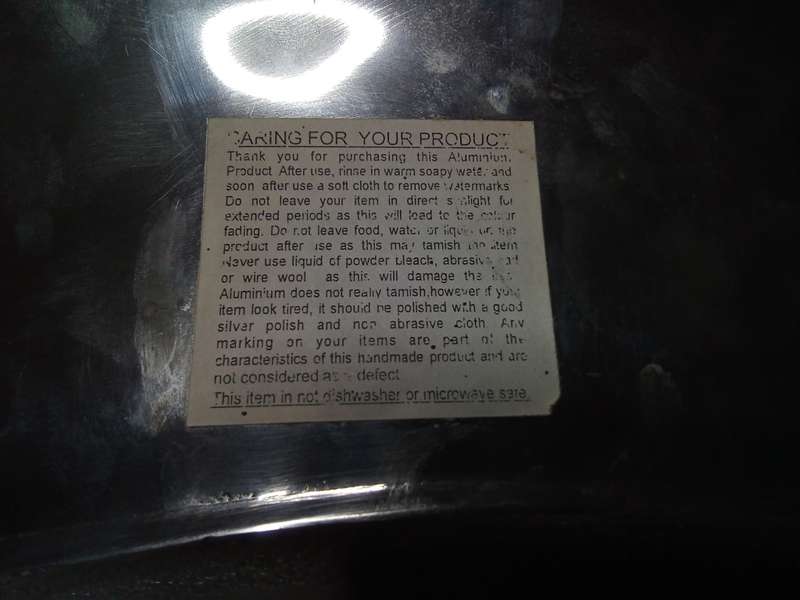 CARING FOR YOUR PRODUCT
Thank you for purchasing this Aluminium
Product. After use, rinse in warm soapy water and
soon after use a soft cloth to remove watermarks
Do not leave your item in direct sunlight for
extended periods as this will lead to the colour
fading. Do not leave food, water or liquid on the
product after use as this may tarnish the item
Never use liquid of powder bleach, abrasive
or wire wool as this will damage the
Aluminium does not really tarnish,however if your
item look tired, it should be polished with a good
silver polish and non abrasive cloth. Any
marking on your items are part of the
characteristics of this handmade product and are
not considered as a defect
This item in not dishwasher or microwave safe.